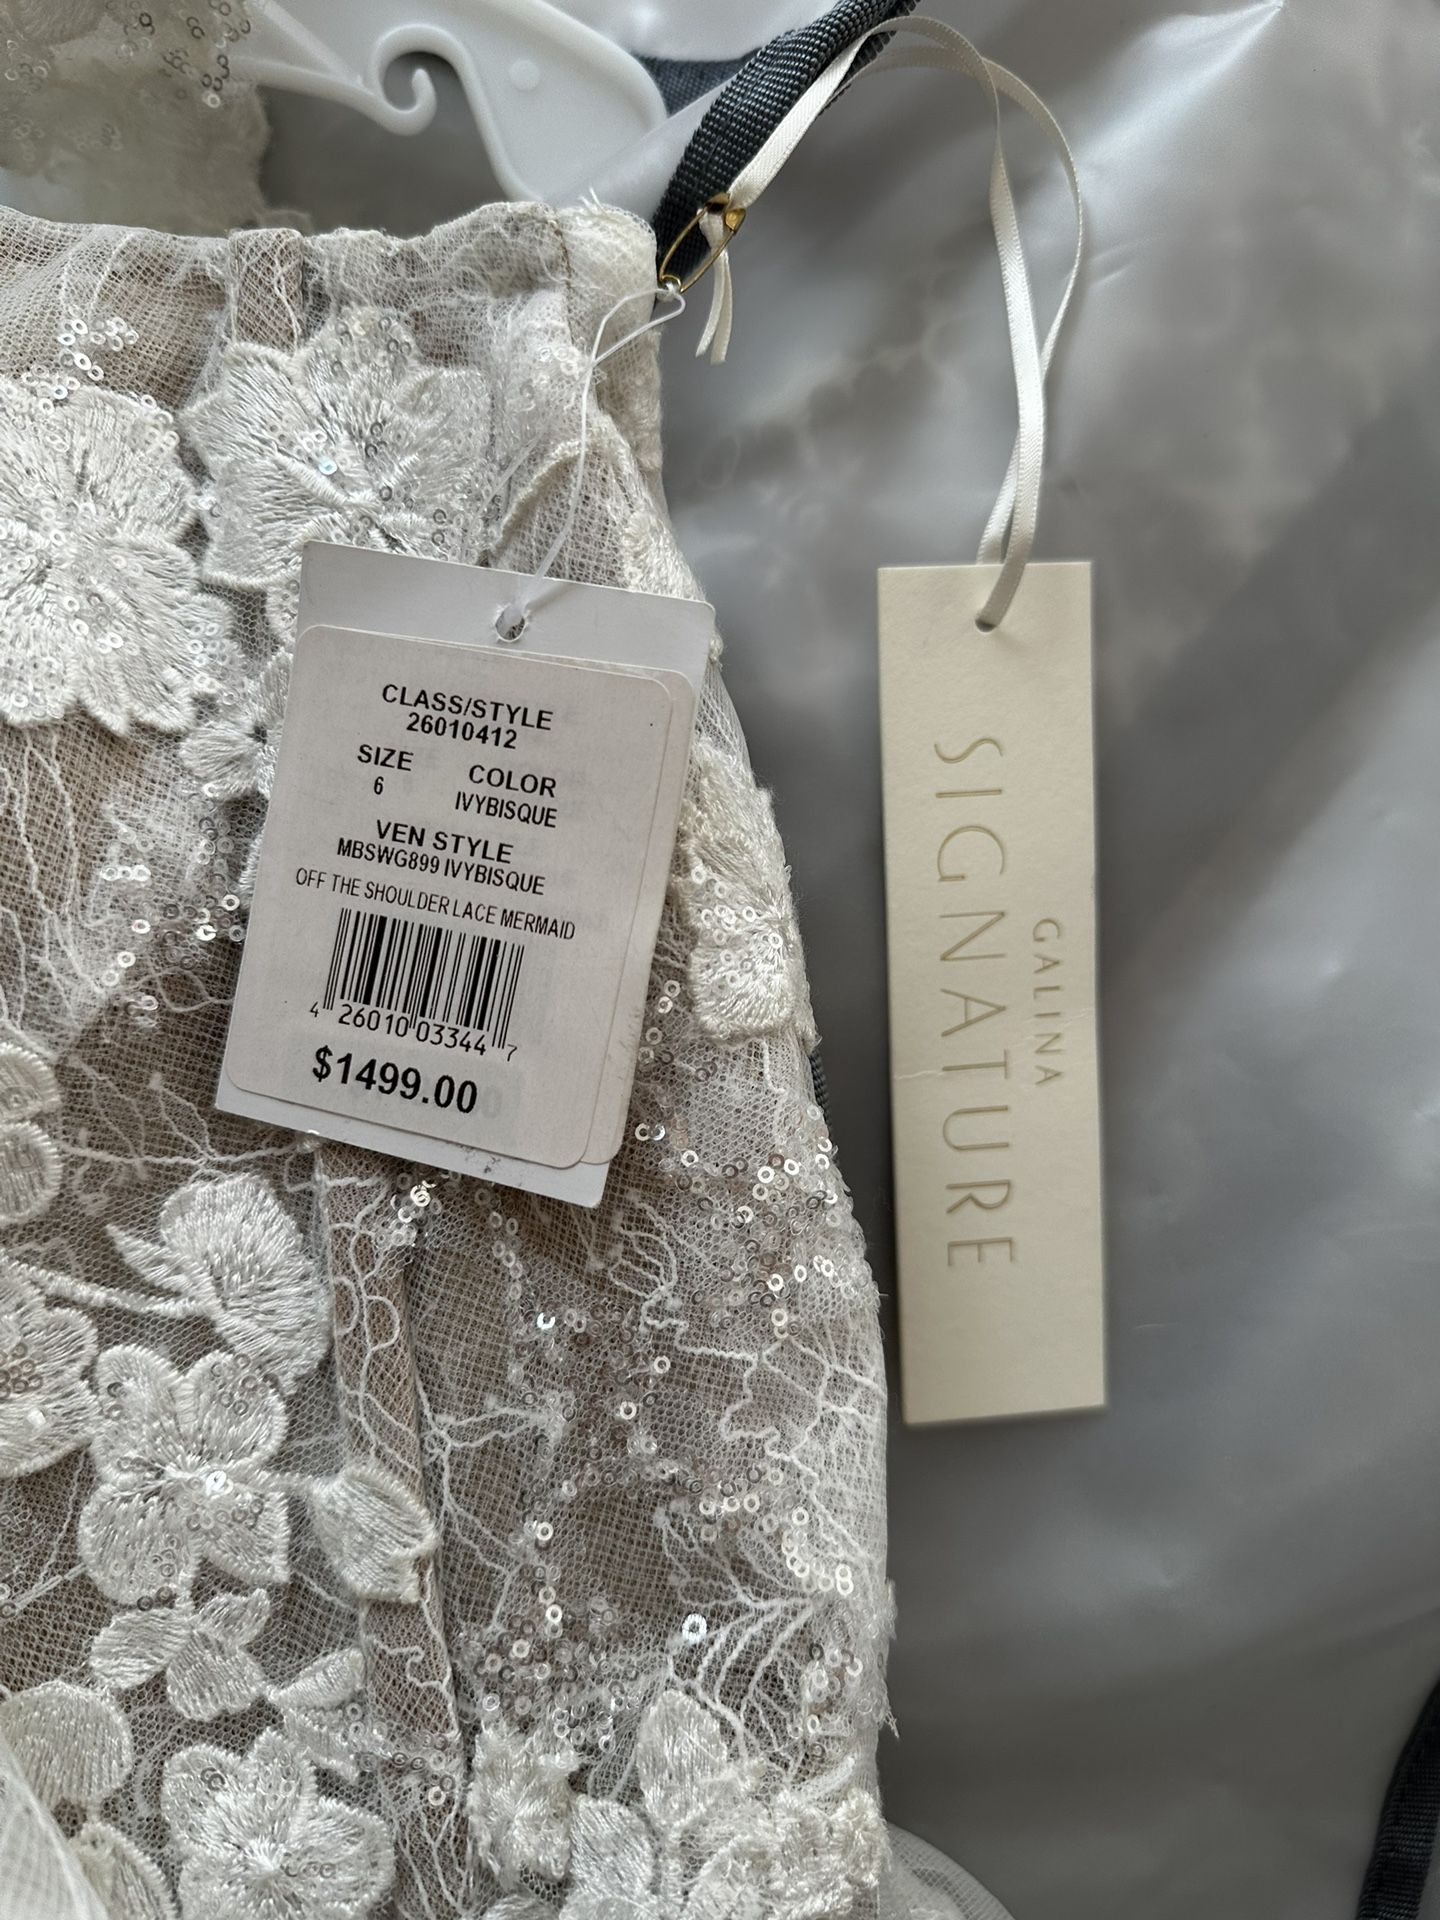 CLASS/STYLE
26010412
SIZE COLOR
6 IVYBISQUE
VEN STYLE
MBSWG899 IVYBISQUE
OFF THE SHOULDER LACE MERMAID
4 26010 03344 7
$1499.00
GALINA
SIGNATURE